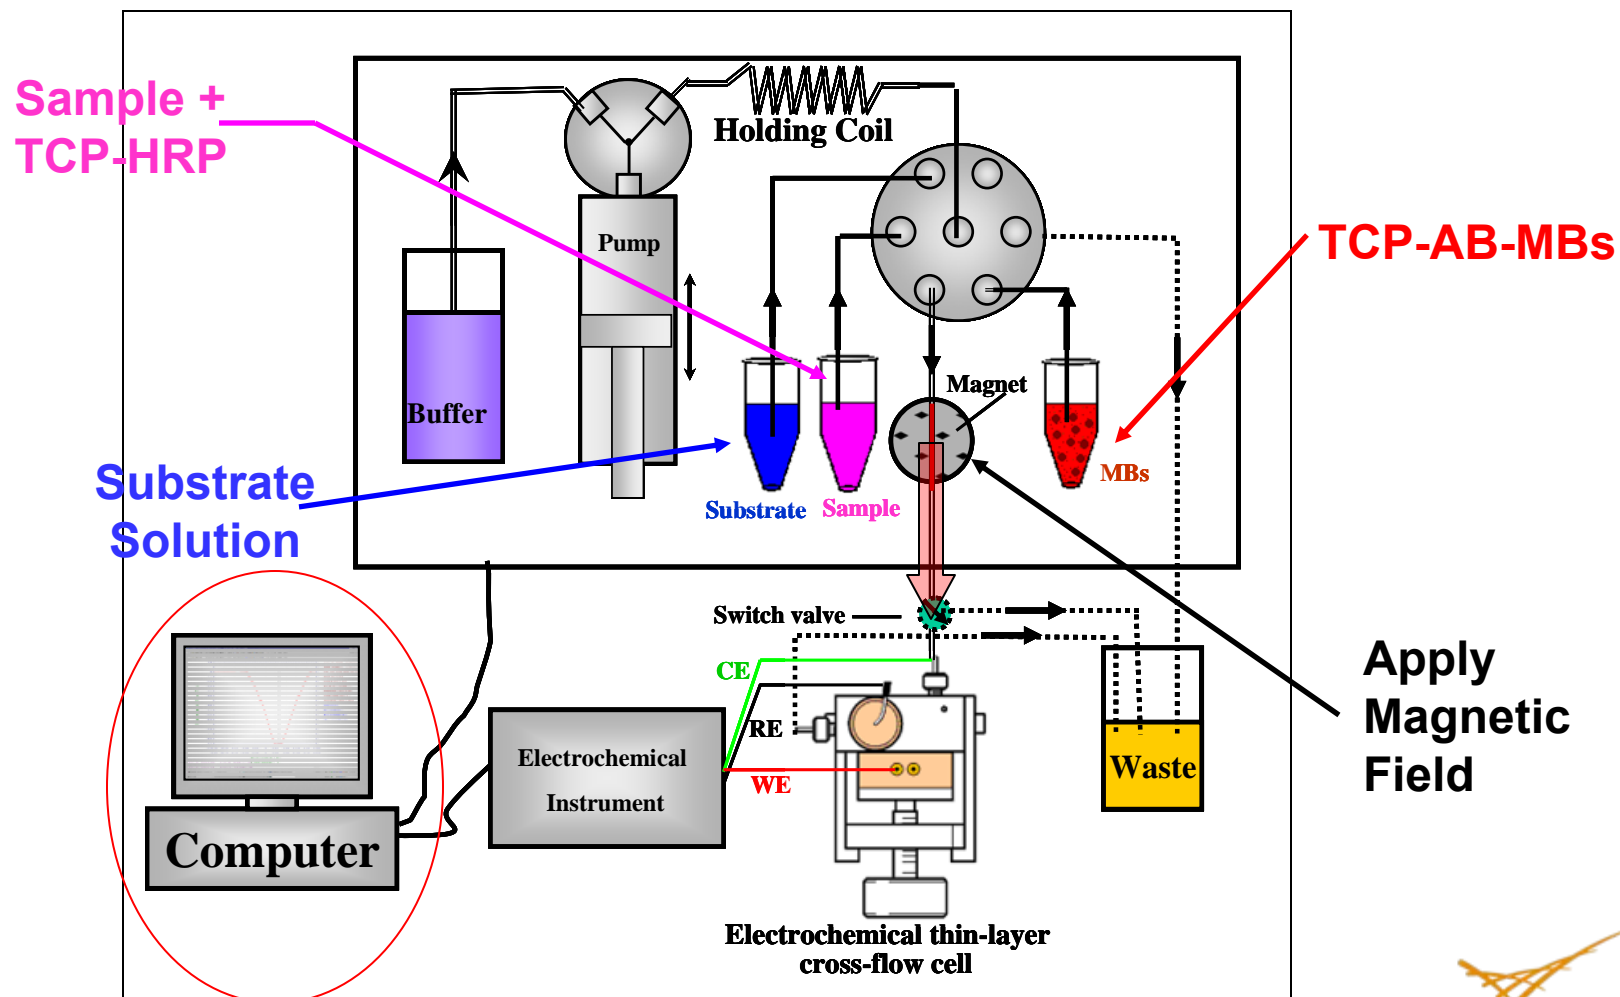 Sample +
TCP-HRP
Holding Coil
Pump
TCP-AB-MBs
Buffer
Magnet
MBs
Substrate
Solution
Substrate
Sample
Switch valve
CE
RE
WE
Electrochemical
Instrument
Computer
Waste
Apply
Magnetic
Field
Electrochemical thin-layer
cross-flow cell